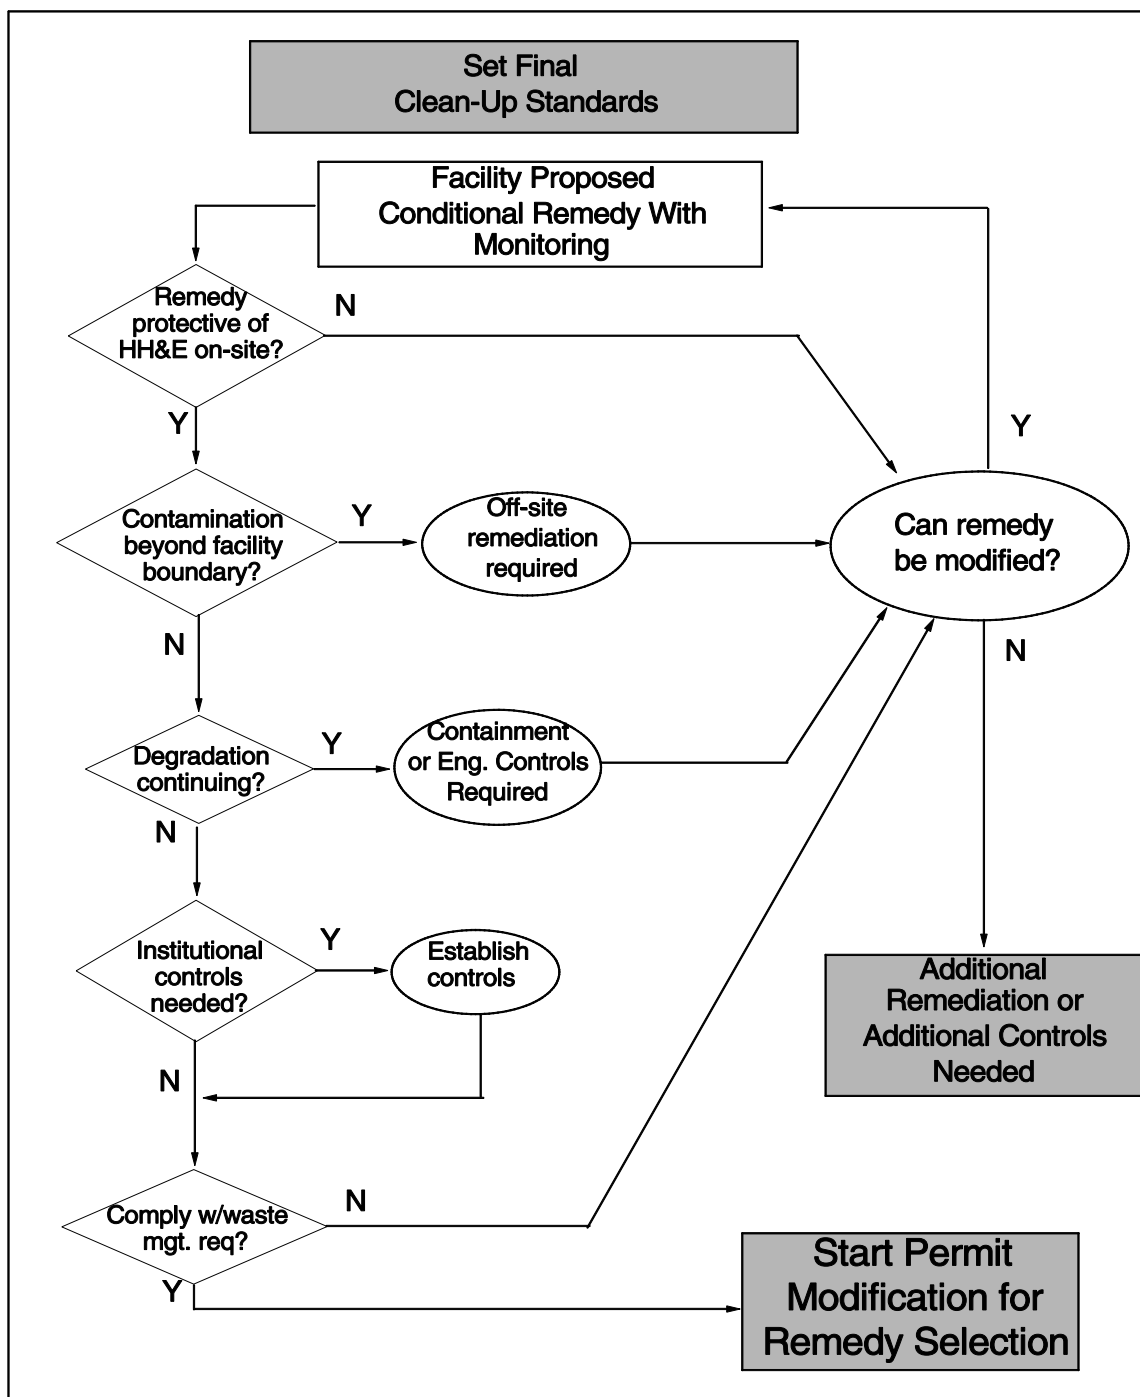 Set Final
Clean-Up Standards
Facility Proposed
Conditional Remedy With
Monitoring
Remedy
protective of
HH&E on-site?
N
Y
Y
Contamination
beyond facility
boundary?
Y
Off-site
remediation
required
Can remedy
be modified?
N
N
Degradation
continuing?
Y
Containment
or Eng. Controls
Required
N
Institutional
controls
needed?
Y
Establish
controls
Additional
Remediation or
Additional Controls
Needed
N
Comply w/waste
mgt. req?
N
Y
Start Permit
Modification for
Remedy Selection